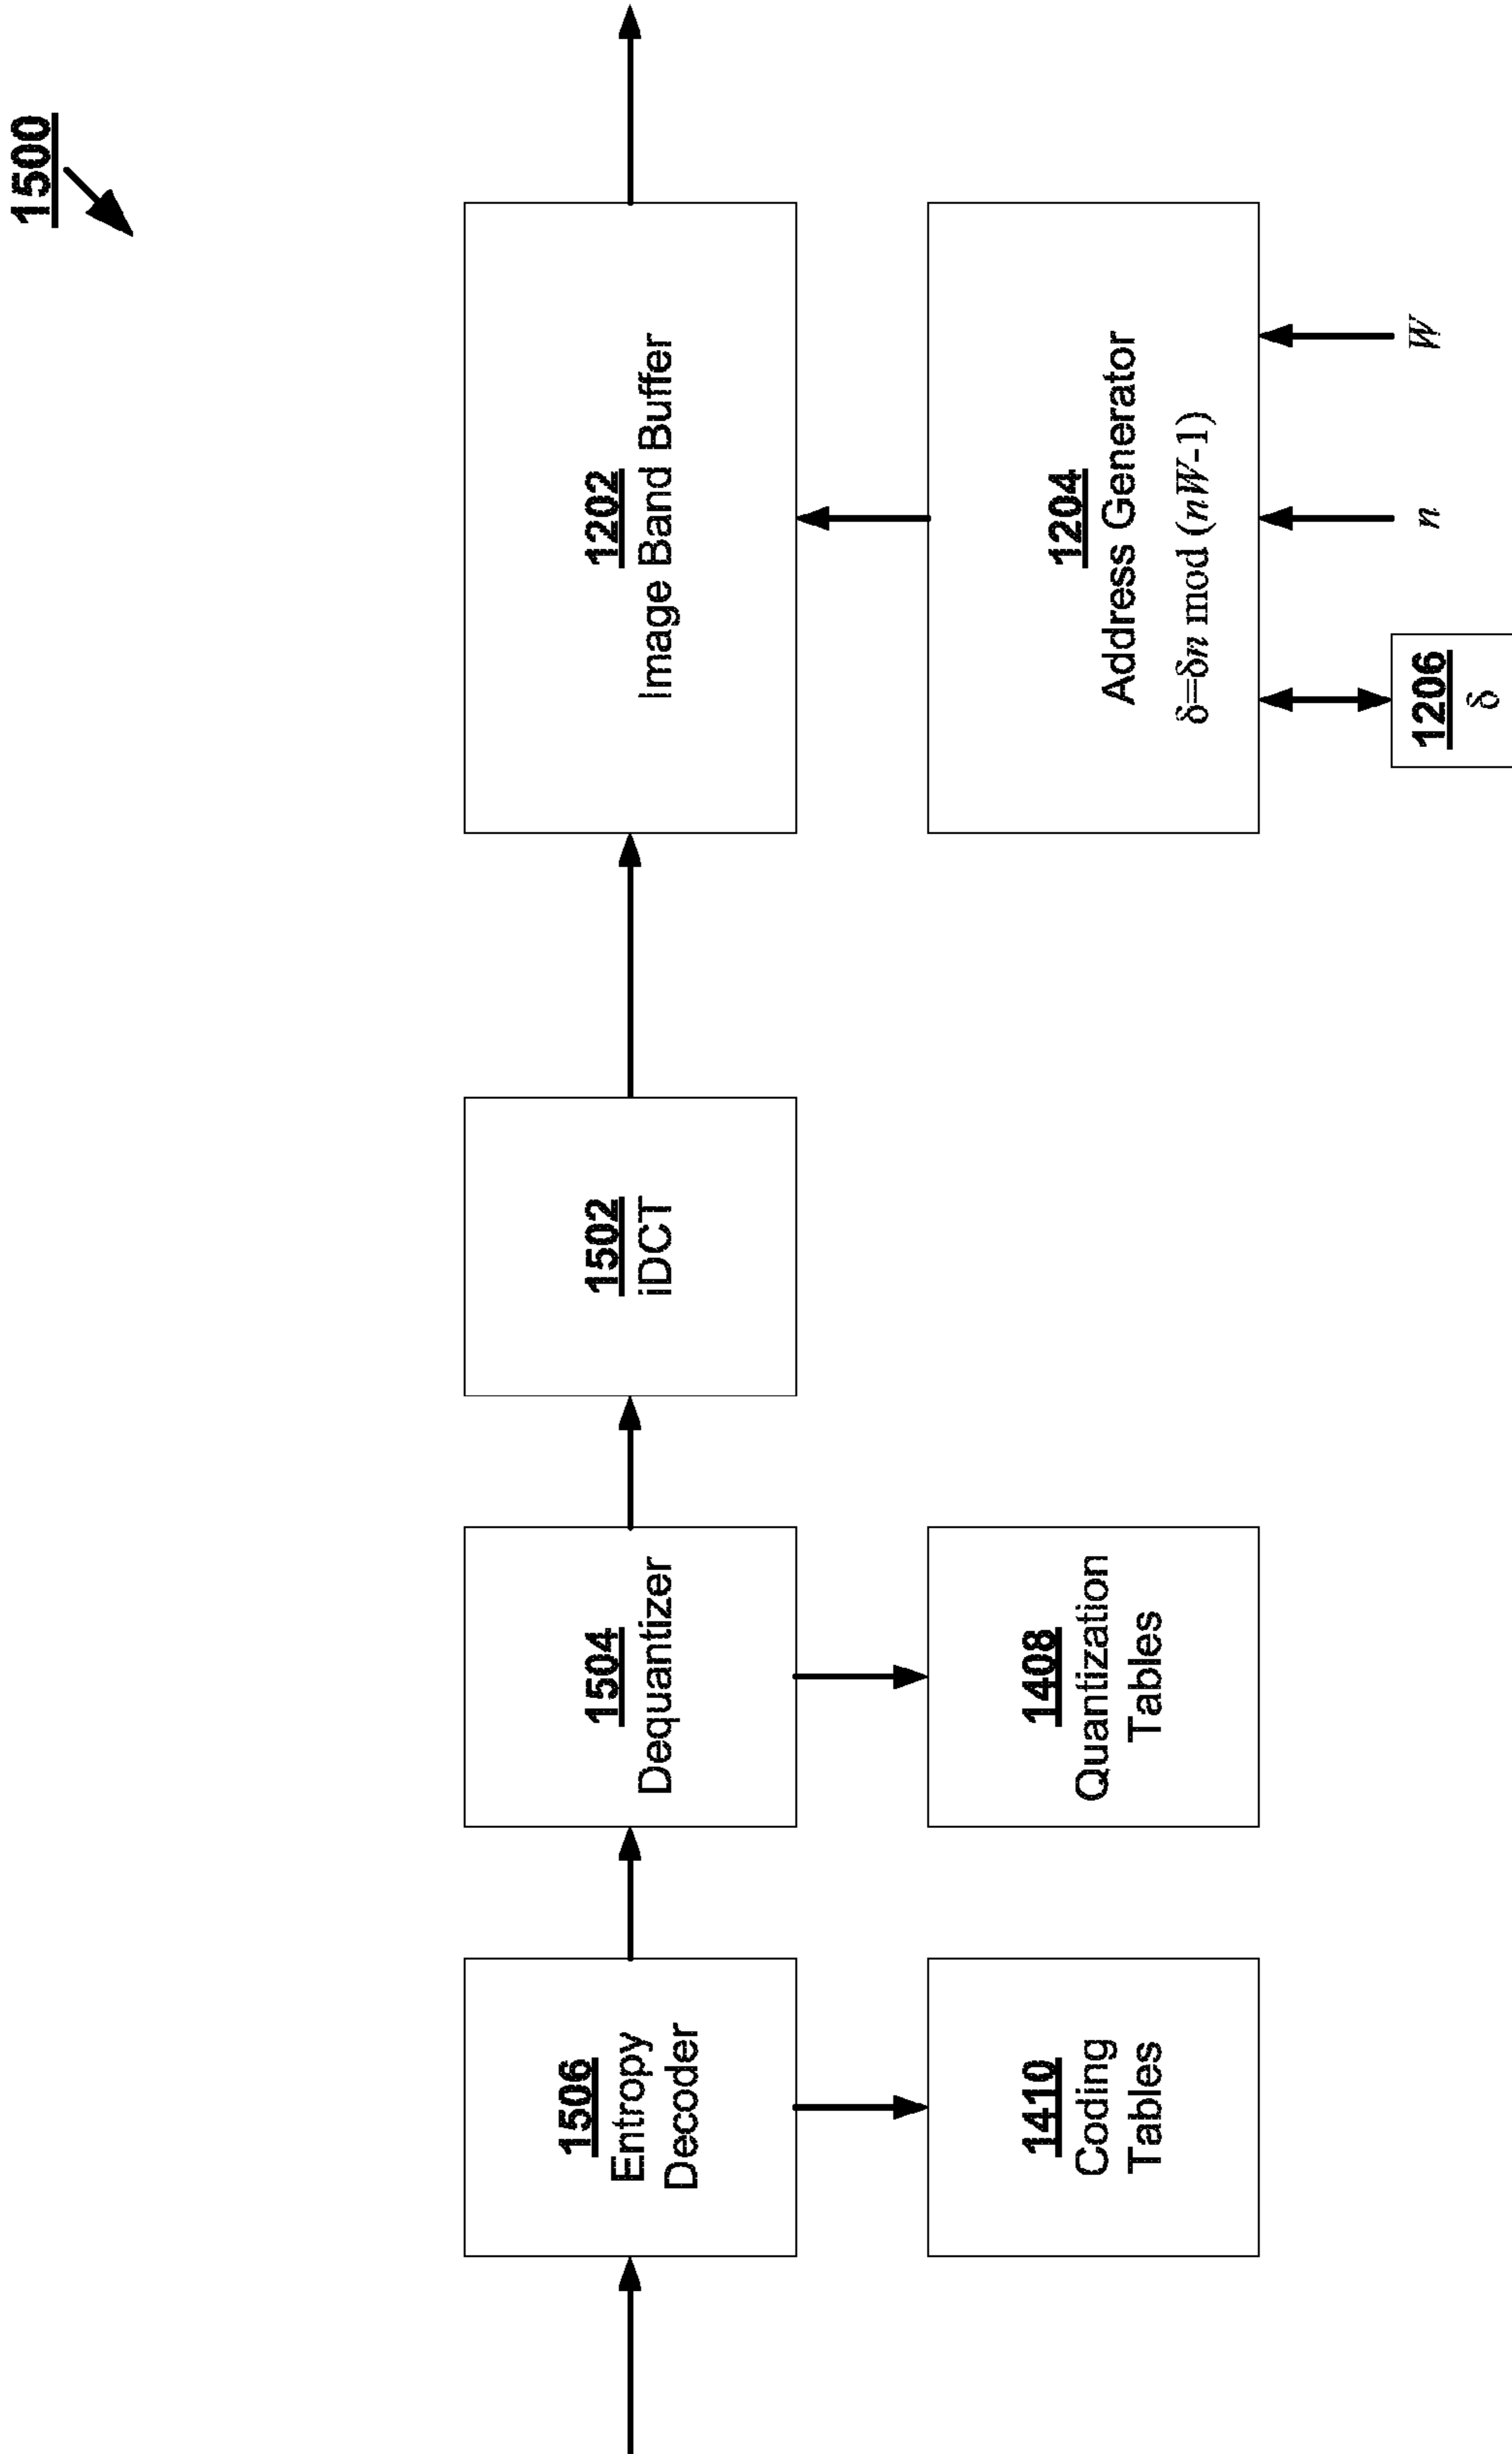 1500
1506
Entropy
Decoder
1504
Dequantizer
1502
iDCT
1202
Image Band Buffer
1410
Coding
Tables
1408
Quantization
Tables
1204
Address Generator
δ=δn mod (nW-1)
1206
δ
n
W